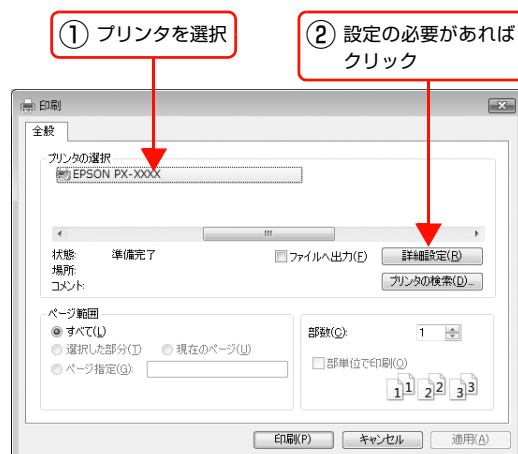 ① プリンタを選択
② 設定の必要があれば
クリック
印刷
全般
プリンタの選択
EPSON PX-XXXX
状態: 準備完了
ファイルへ出力(F)
詳細設定(R)
場所:
コメント:
プリンタの検索(D)...
ページ範囲
すべて(L)
選択した部分(T)
現在のページ(U)
ページ指定(G):
部数(C): 1
部単位で印刷(O)
1 1 2 2 3 3
印刷(P)
キャンセル
適用(A)